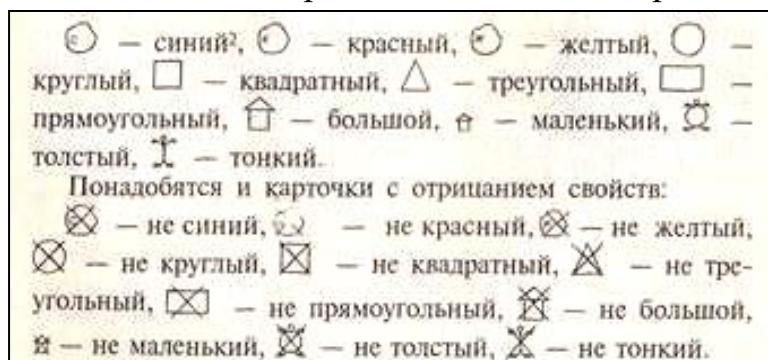 — синий², — красный, — желтый, —
круглый, — квадратный, — треугольный, —
прямоугольный, — большой, — маленький, —
толстый, — тонкий.
Понадобятся и карточки с отрицанием свойств:
— не синий, — не красный, — не желтый,
— не круглый, — не квадратный, — не тре-
угольный, — не прямоугольный, — не большой,
— не маленький, — не толстый, — не тонкий.